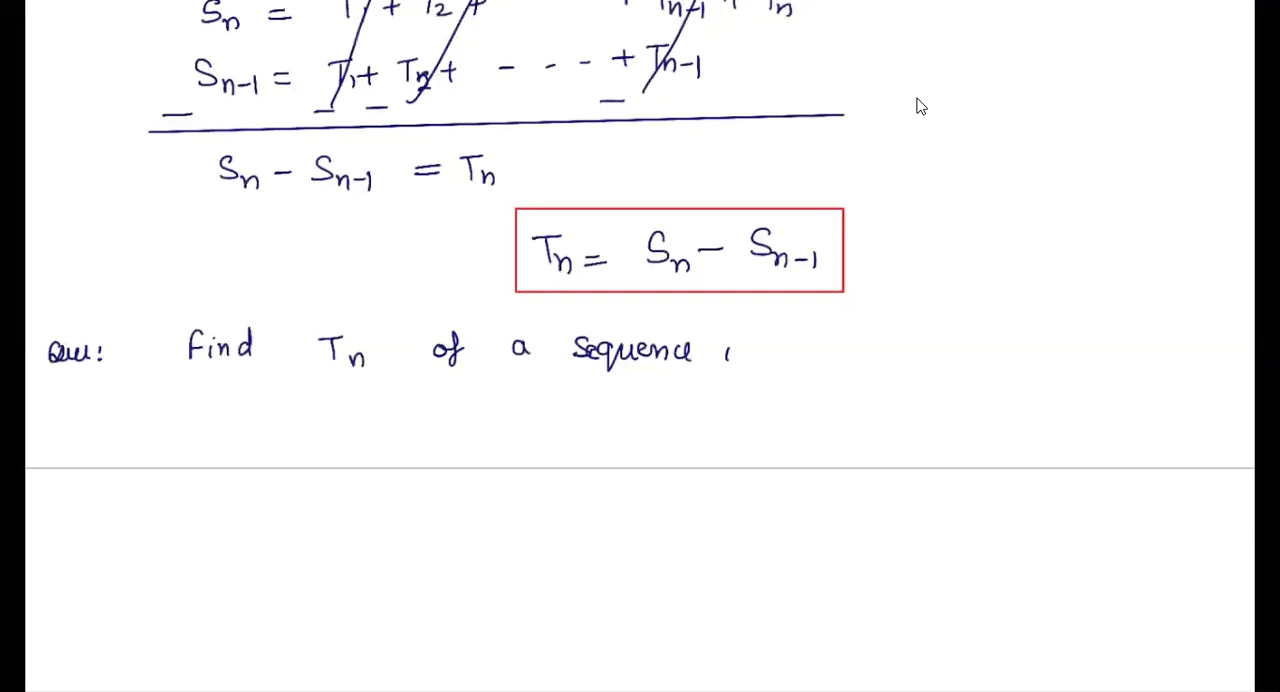 Sn = T1 + T2 + + Tn-1 + Tn
Sn-1 = T1 + T2 + - - - + Tn-1
Sn - Sn-1 = Tn
Tn = Sn - Sn-1
Que: Find Tn of a sequence